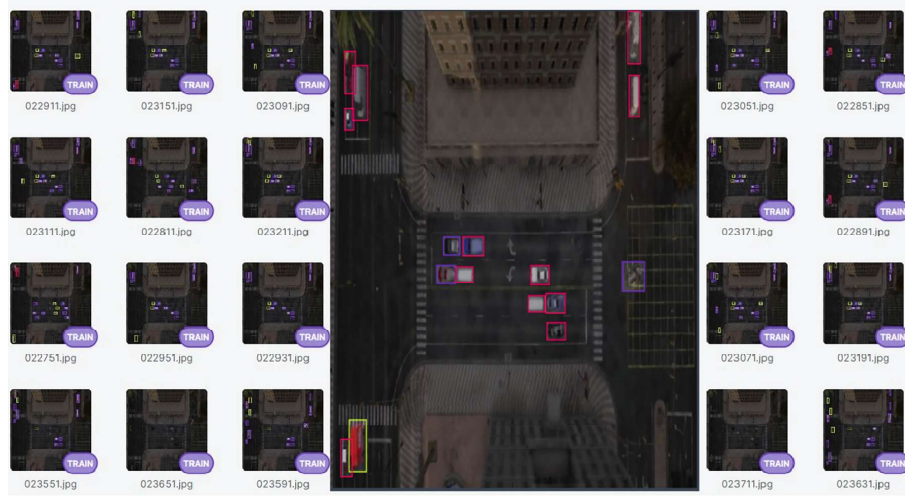 TRAIN TRAIN TRAIN TRAIN TRAIN
022911.jpg 023151.jpg 023091.jpg 023051.jpg 022851.jpg
TRAIN TRAIN TRAIN TRAIN TRAIN
023111.jpg 022811.jpg 023211.jpg 023171.jpg 022891.jpg
TRAIN TRAIN TRAIN TRAIN TRAIN
022751.jpg 022951.jpg 022931.jpg 023071.jpg 023191.jpg
TRAIN TRAIN TRAIN TRAIN TRAIN
023551.jpg 023651.jpg 023591.jpg 023711.jpg 023631.jpg